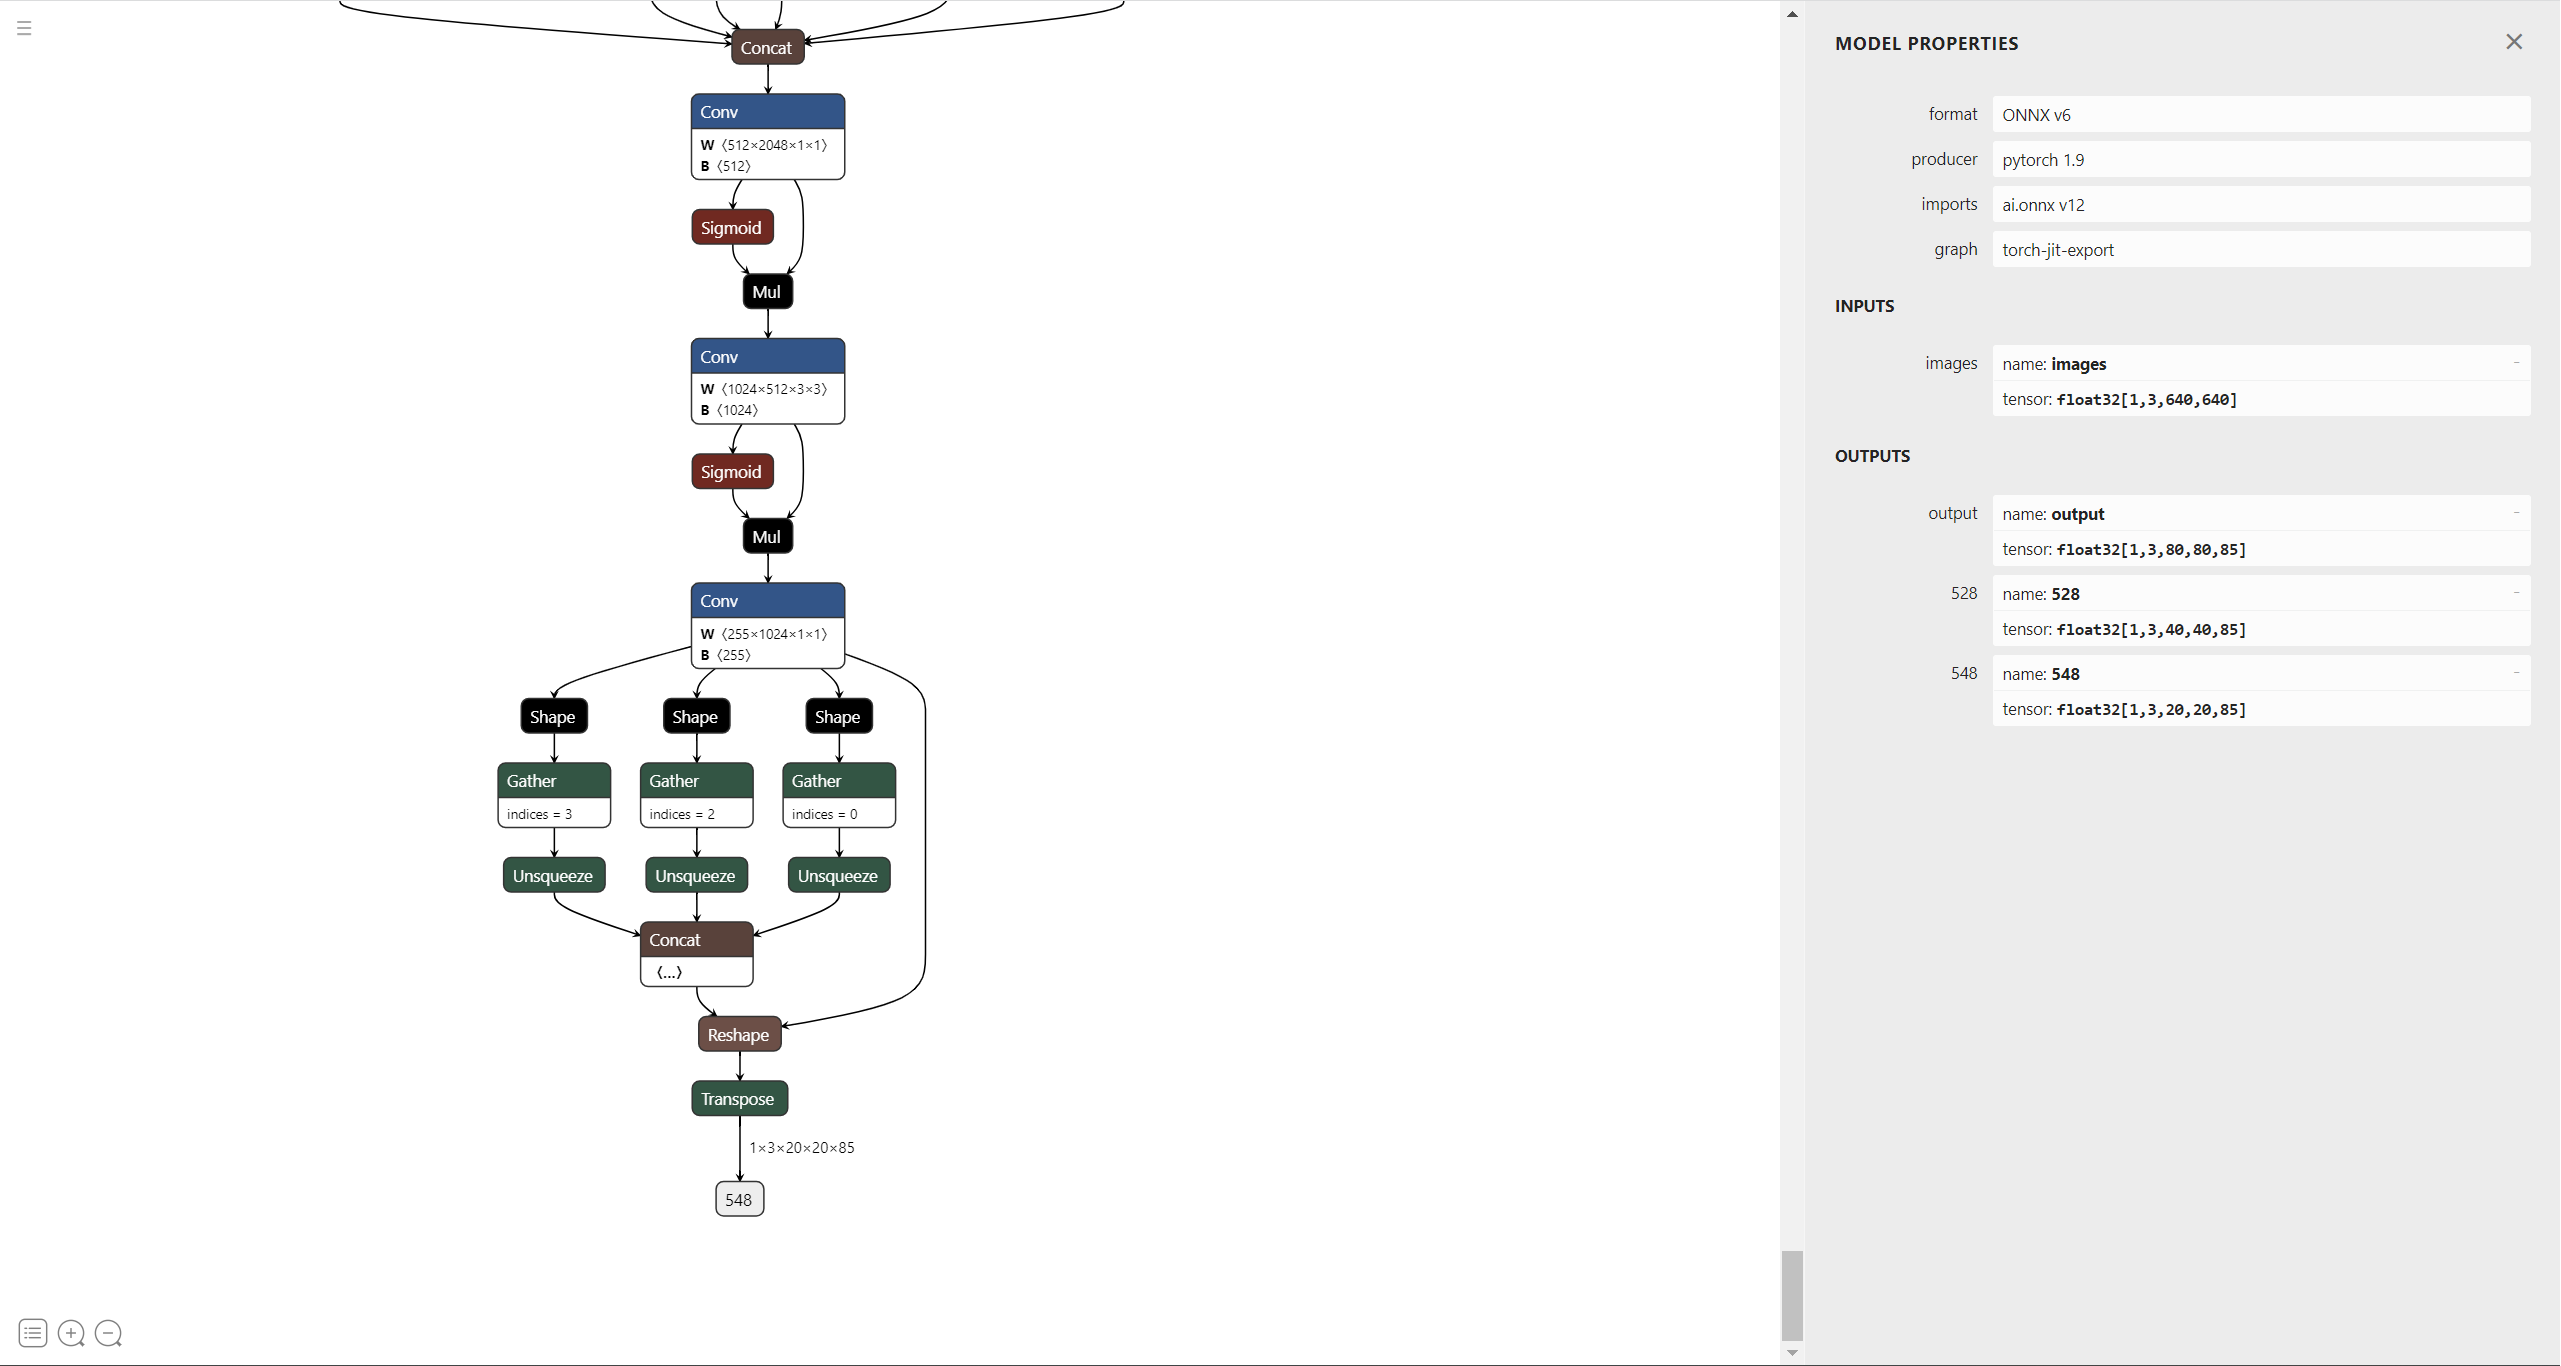 Concat
Conv
W 〈512×2048×1×1〉
B 〈512〉
Sigmoid
Mul
Conv
W 〈1024×512×3×3〉
B 〈1024〉
Sigmoid
Mul
Conv
W 〈255×1024×1×1〉
B 〈255〉
Shape Shape Shape
Gather Gather Gather
indices = 3 indices = 2 indices = 0
Unsqueeze Unsqueeze Unsqueeze
Concat
〈...〉
Reshape
Transpose
1×3×20×20×85
548
MODEL PROPERTIES
format ONNX v6
producer pytorch 1.9
imports ai.onnx v12
graph torch-jit-export
INPUTS
images name: images -
tensor: float32[1,3,640,640]
OUTPUTS
output name: output -
tensor: float32[1,3,80,80,85]
528 name: 528 -
tensor: float32[1,3,40,40,85]
548 name: 548 -
tensor: float32[1,3,20,20,85]